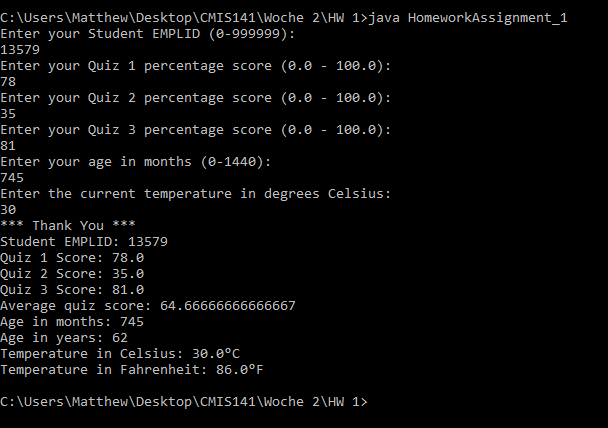 C:\Users\Matthew\Desktop\CMIS141\Woche 2\HW 1>java HomeworkAssignment_1
Enter your Student EMPLID (0-999999):
13579
Enter your Quiz 1 percentage score (0.0 - 100.0):
78
Enter your Quiz 2 percentage score (0.0 - 100.0):
35
Enter your Quiz 3 percentage score (0.0 - 100.0):
81
Enter your age in months (0-1440):
745
Enter the current temperature in degrees Celsius:
30
*** Thank You ***
Student EMPLID: 13579
Quiz 1 Score: 78.0
Quiz 2 Score: 35.0
Quiz 3 Score: 81.0
Average quiz score: 64.66666666666667
Age in months: 745
Age in years: 62
Temperature in Celsius: 30.0°C
Temperature in Fahrenheit: 86.0°F
C:\Users\Matthew\Desktop\CMIS141\Woche 2\HW 1>